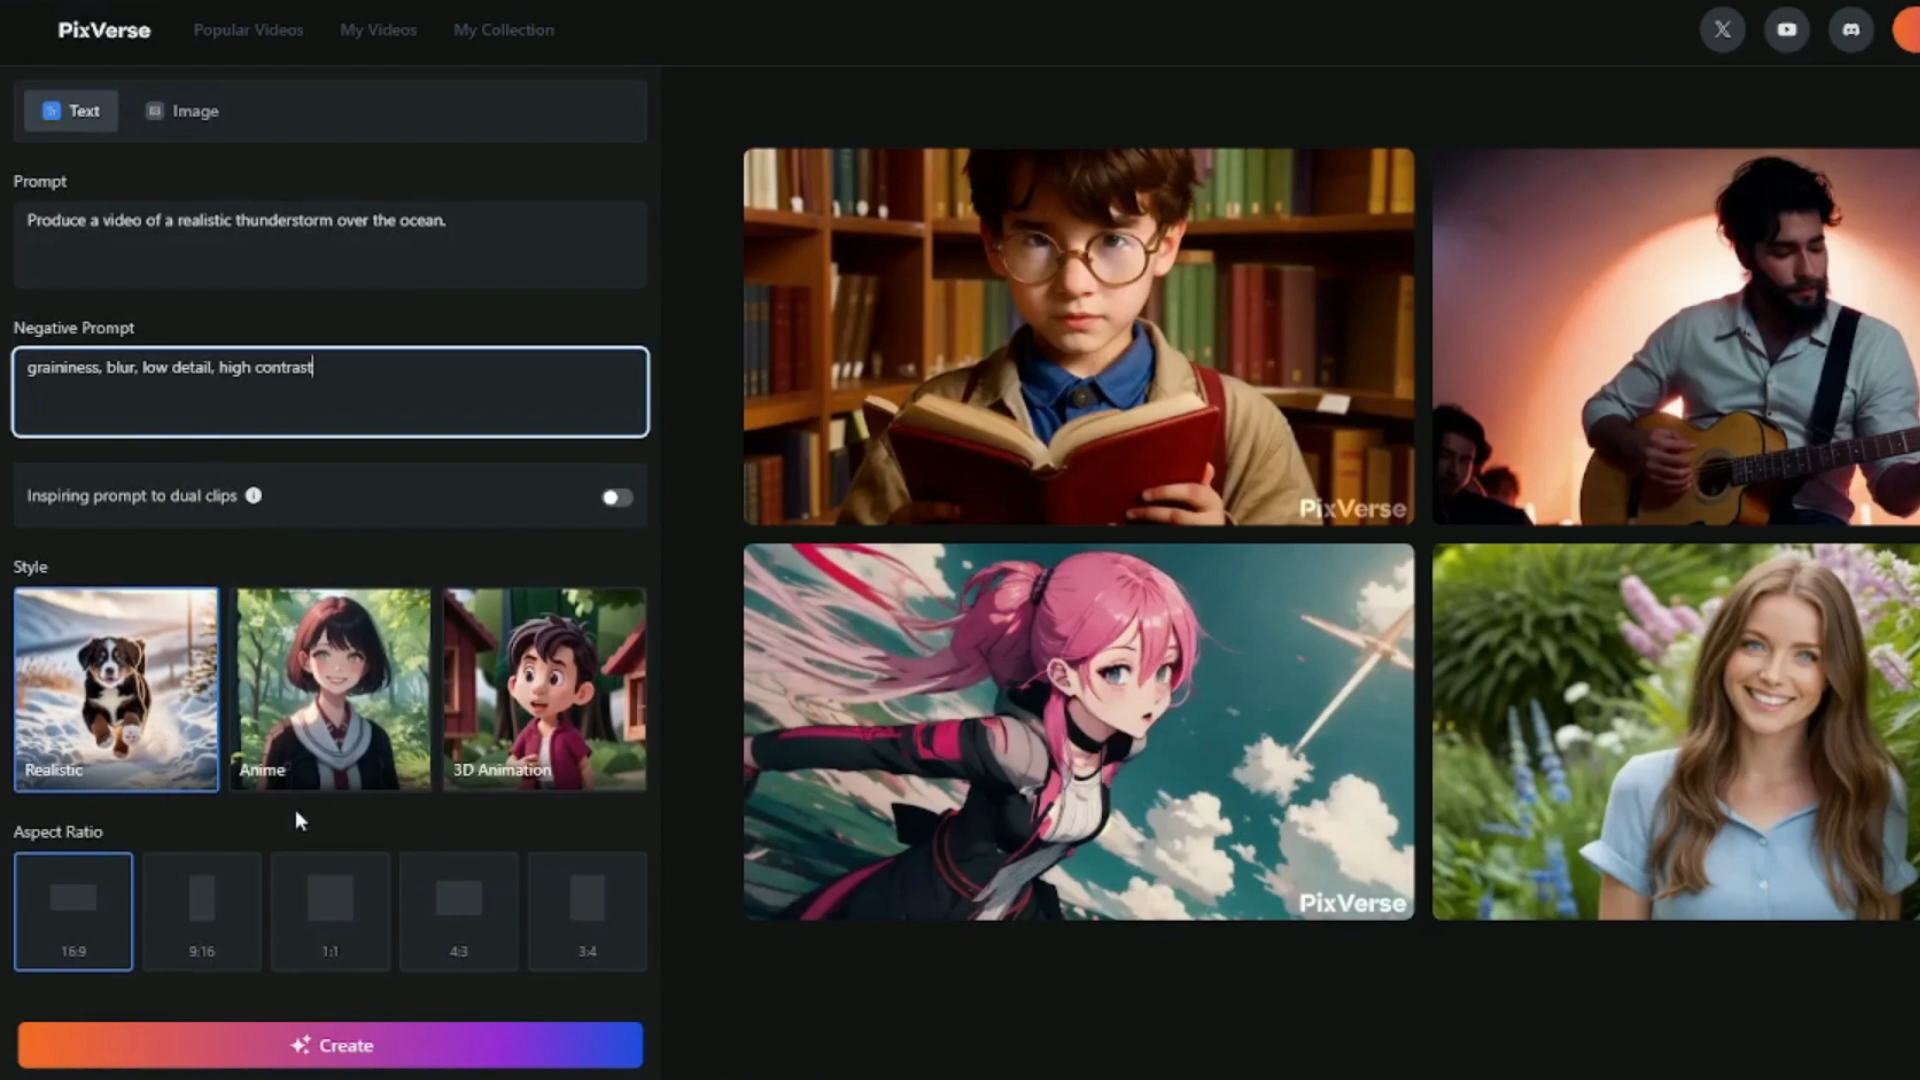 PixVerse
Popular Videos
My Videos
My Collection
Text
Image
Prompt
Produce a video of a realistic thunderstorm over the ocean.
Negative Prompt
graininess, blur, low detail, high contrast
Inspiring prompt to dual clips
Style
Realistic
Anime
3D Animation
Aspect Ratio
16:9
9:16
1:1
4:3
3:4
Create
PixVerse
PixVerse